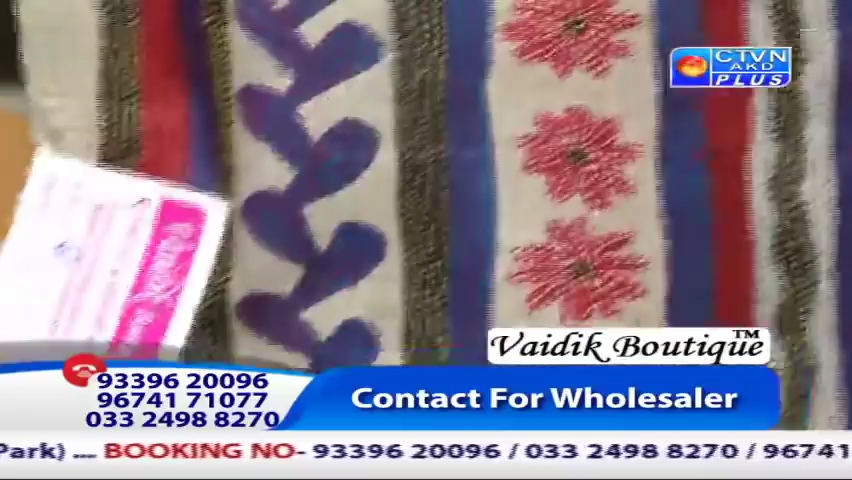 CTVN
AKD
PLUS
Vaidik Boutique™
93396 20096
96741 71077
033 2498 8270
Contact For Wholesaler
Park) .... BOOKING NO- 93396 20096 / 033 2498 8270 / 96741